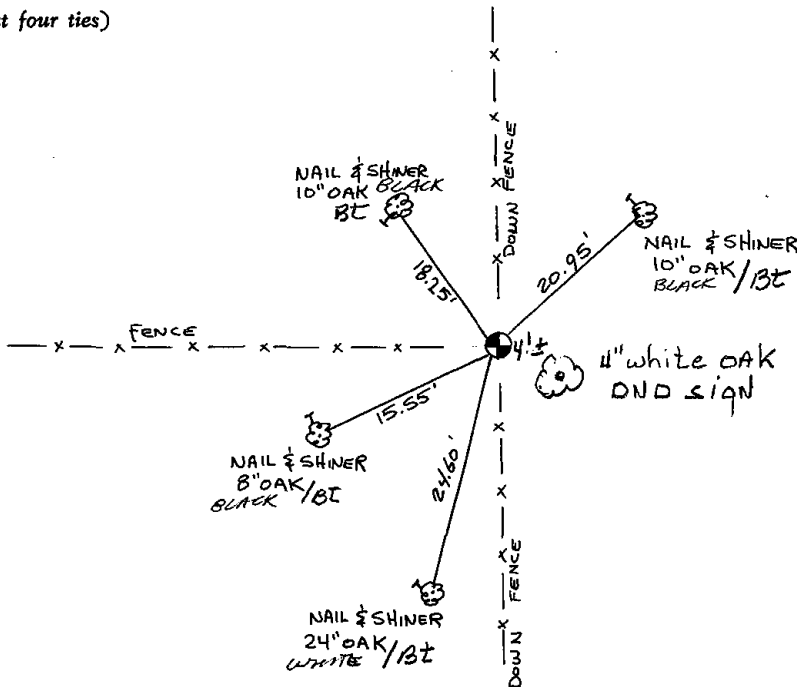 t four ties)
NAIL & SHINER
10" OAK BLACK
Bt
18.25'
DOWN FENCE
20.95'
NAIL & SHINER
10" OAK / Bt
BLACK
FENCE
4'±
4" white OAK
DND SIGN
15.55'
NAIL & SHINER
8" OAK / Bt
BLACK
24.60'
NAIL & SHINER
24" OAK / Bt
WHITE
DOWN FENCE